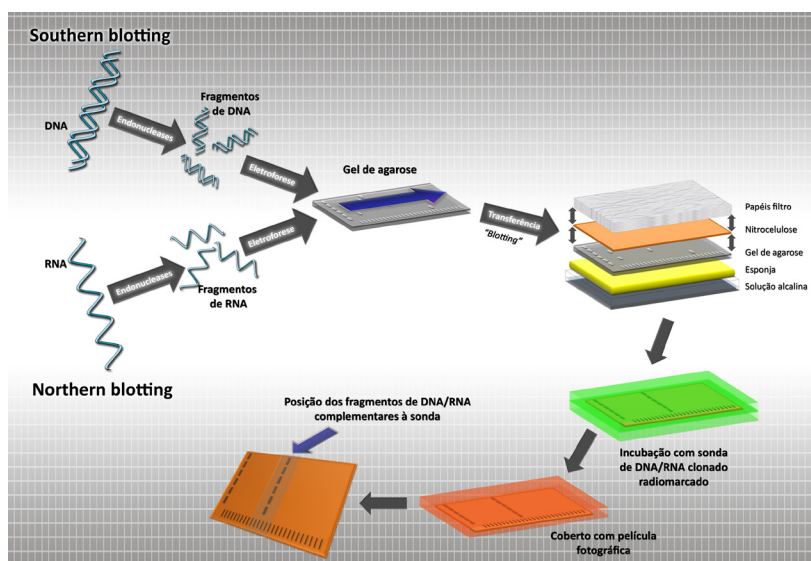 Southern blotting
DNA
Endonucleases
Fragmentos
de DNA
Eletroforese
Gel de agarose
RNA
Endonucleases
Fragmentos
de RNA
Eletroforese
Northern blotting
Transferência
"Blotting"
Papéis filtro
Nitrocelulose
Gel de agarose
Esponja
Solução alcalina
Incubação com sonda
de DNA/RNA clonado
radiomarcado
Coberto com película
fotográfica
Posição dos fragmentos de DNA/RNA
complementares à sonda